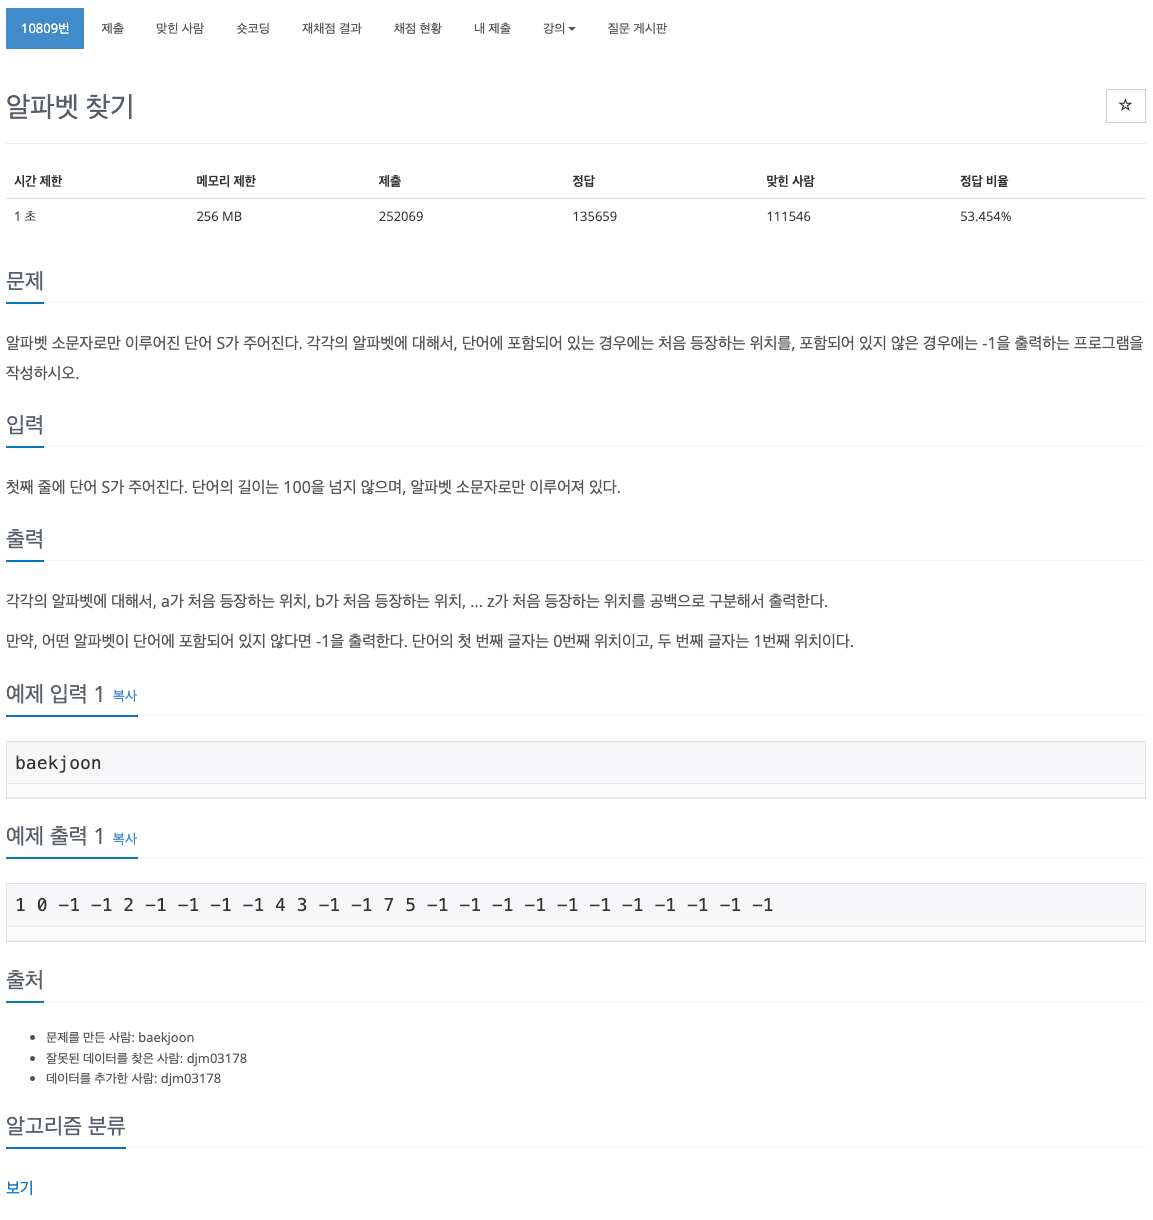 10809번 제출 맞힌 사람 숏코딩 재채점 결과 채점 현황 내 제출 강의 질문 게시판
알파벳 찾기
시간 제한 메모리 제한 제출 정답 맞힌 사람 정답 비율
1 초 256 MB 252069 135659 111546 53.454%
문제
알파벳 소문자로만 이루어진 단어 S가 주어진다. 각각의 알파벳에 대해서, 단어에 포함되어 있는 경우에는 처음 등장하는 위치를, 포함되어 있지 않은 경우에는 -1을 출력하는 프로그램을
작성하시오.
입력
첫째 줄에 단어 S가 주어진다. 단어의 길이는 100을 넘지 않으며, 알파벳 소문자로만 이루어져 있다.
출력
각각의 알파벳에 대해서, a가 처음 등장하는 위치, b가 처음 등장하는 위치, ... z가 처음 등장하는 위치를 공백으로 구분해서 출력한다.
만약, 어떤 알파벳이 단어에 포함되어 있지 않다면 -1을 출력한다. 단어의 첫 번째 글자는 0번째 위치이고, 두 번째 글자는 1번째 위치이다.
예제 입력 1 복사
baekjoon
예제 출력 1 복사
1 0 -1 -1 2 -1 -1 -1 -1 4 3 -1 -1 7 5 -1 -1 -1 -1 -1 -1 -1 -1 -1 -1 -1
출처
문제를 만든 사람: baekjoon
잘못된 데이터를 찾은 사람: djm03178
데이터를 추가한 사람: djm03178
알고리즘 분류
보기